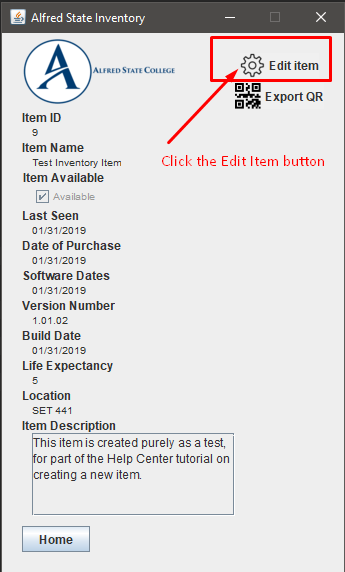 Alfred State Inventory
ALFRED STATE COLLEGE
Edit item
Export QR
Item ID
9
Item Name
Test Inventory Item
Click the Edit Item button
Item Available
Available
Last Seen
01/31/2019
Date of Purchase
01/31/2019
Software Dates
01/31/2019
Version Number
1.01.02
Build Date
01/31/2019
Life Expectancy
5
Location
SET 441
Item Description
This item is created purely as a test,
for part of the Help Center tutorial on
creating a new item.
Home